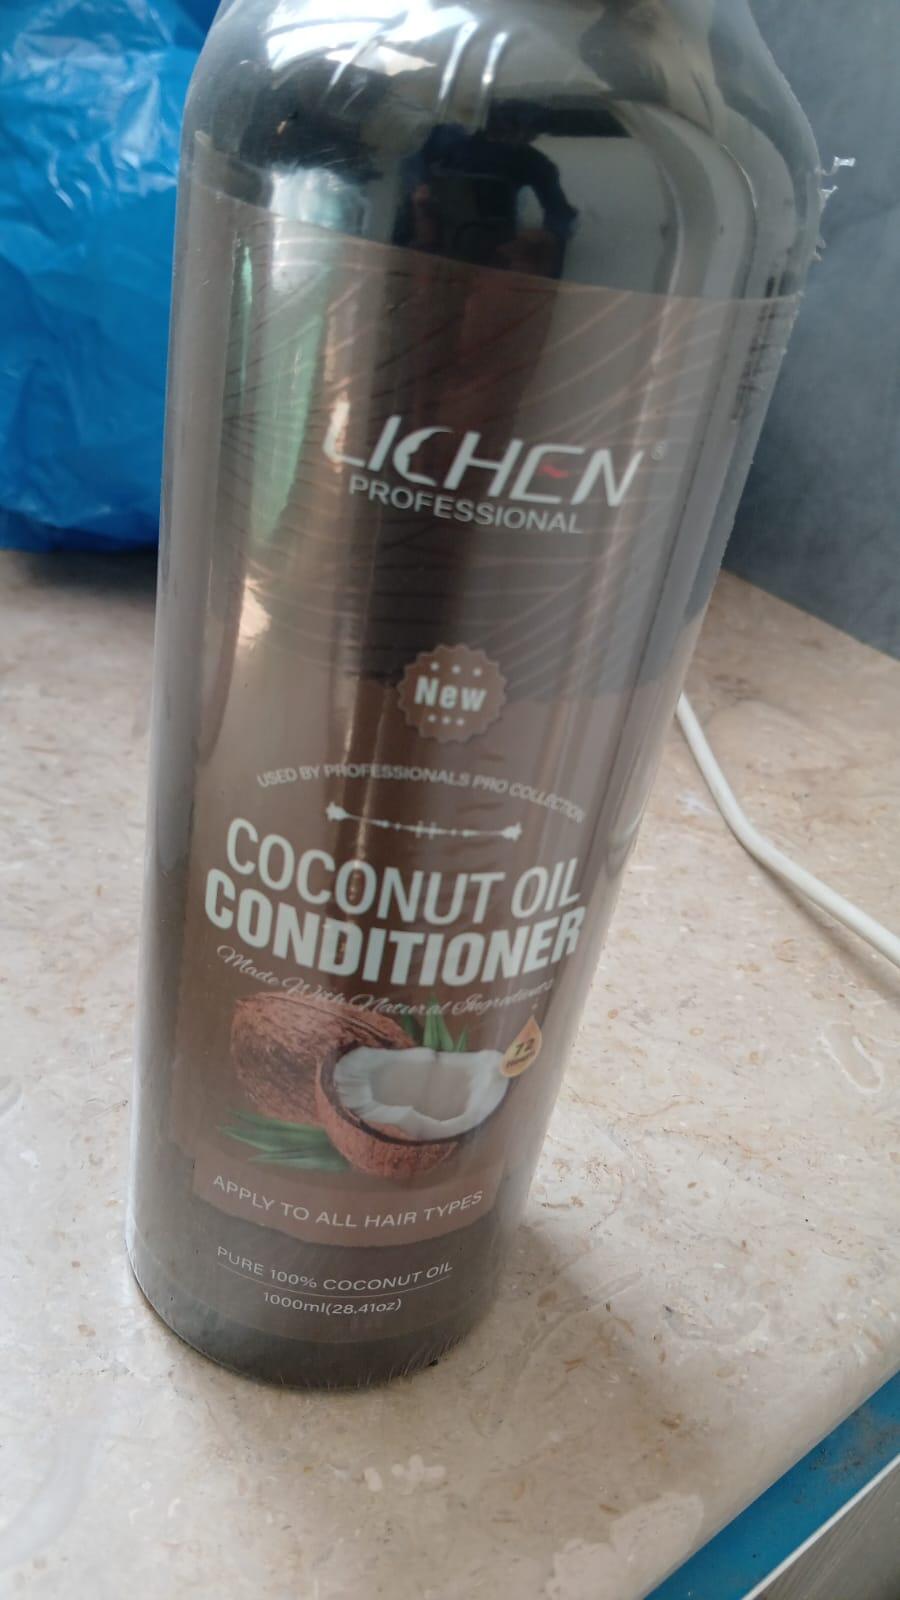 LICHEN®
PROFESSIONAL
New
USED BY PROFESSIONALS PRO COLLECTION
COCONUT OIL
CONDITIONER
Made With Natural Ingredients
72
APPLY TO ALL HAIR TYPES
PURE 100% COCONUT OIL
1000ml(28.41oz)